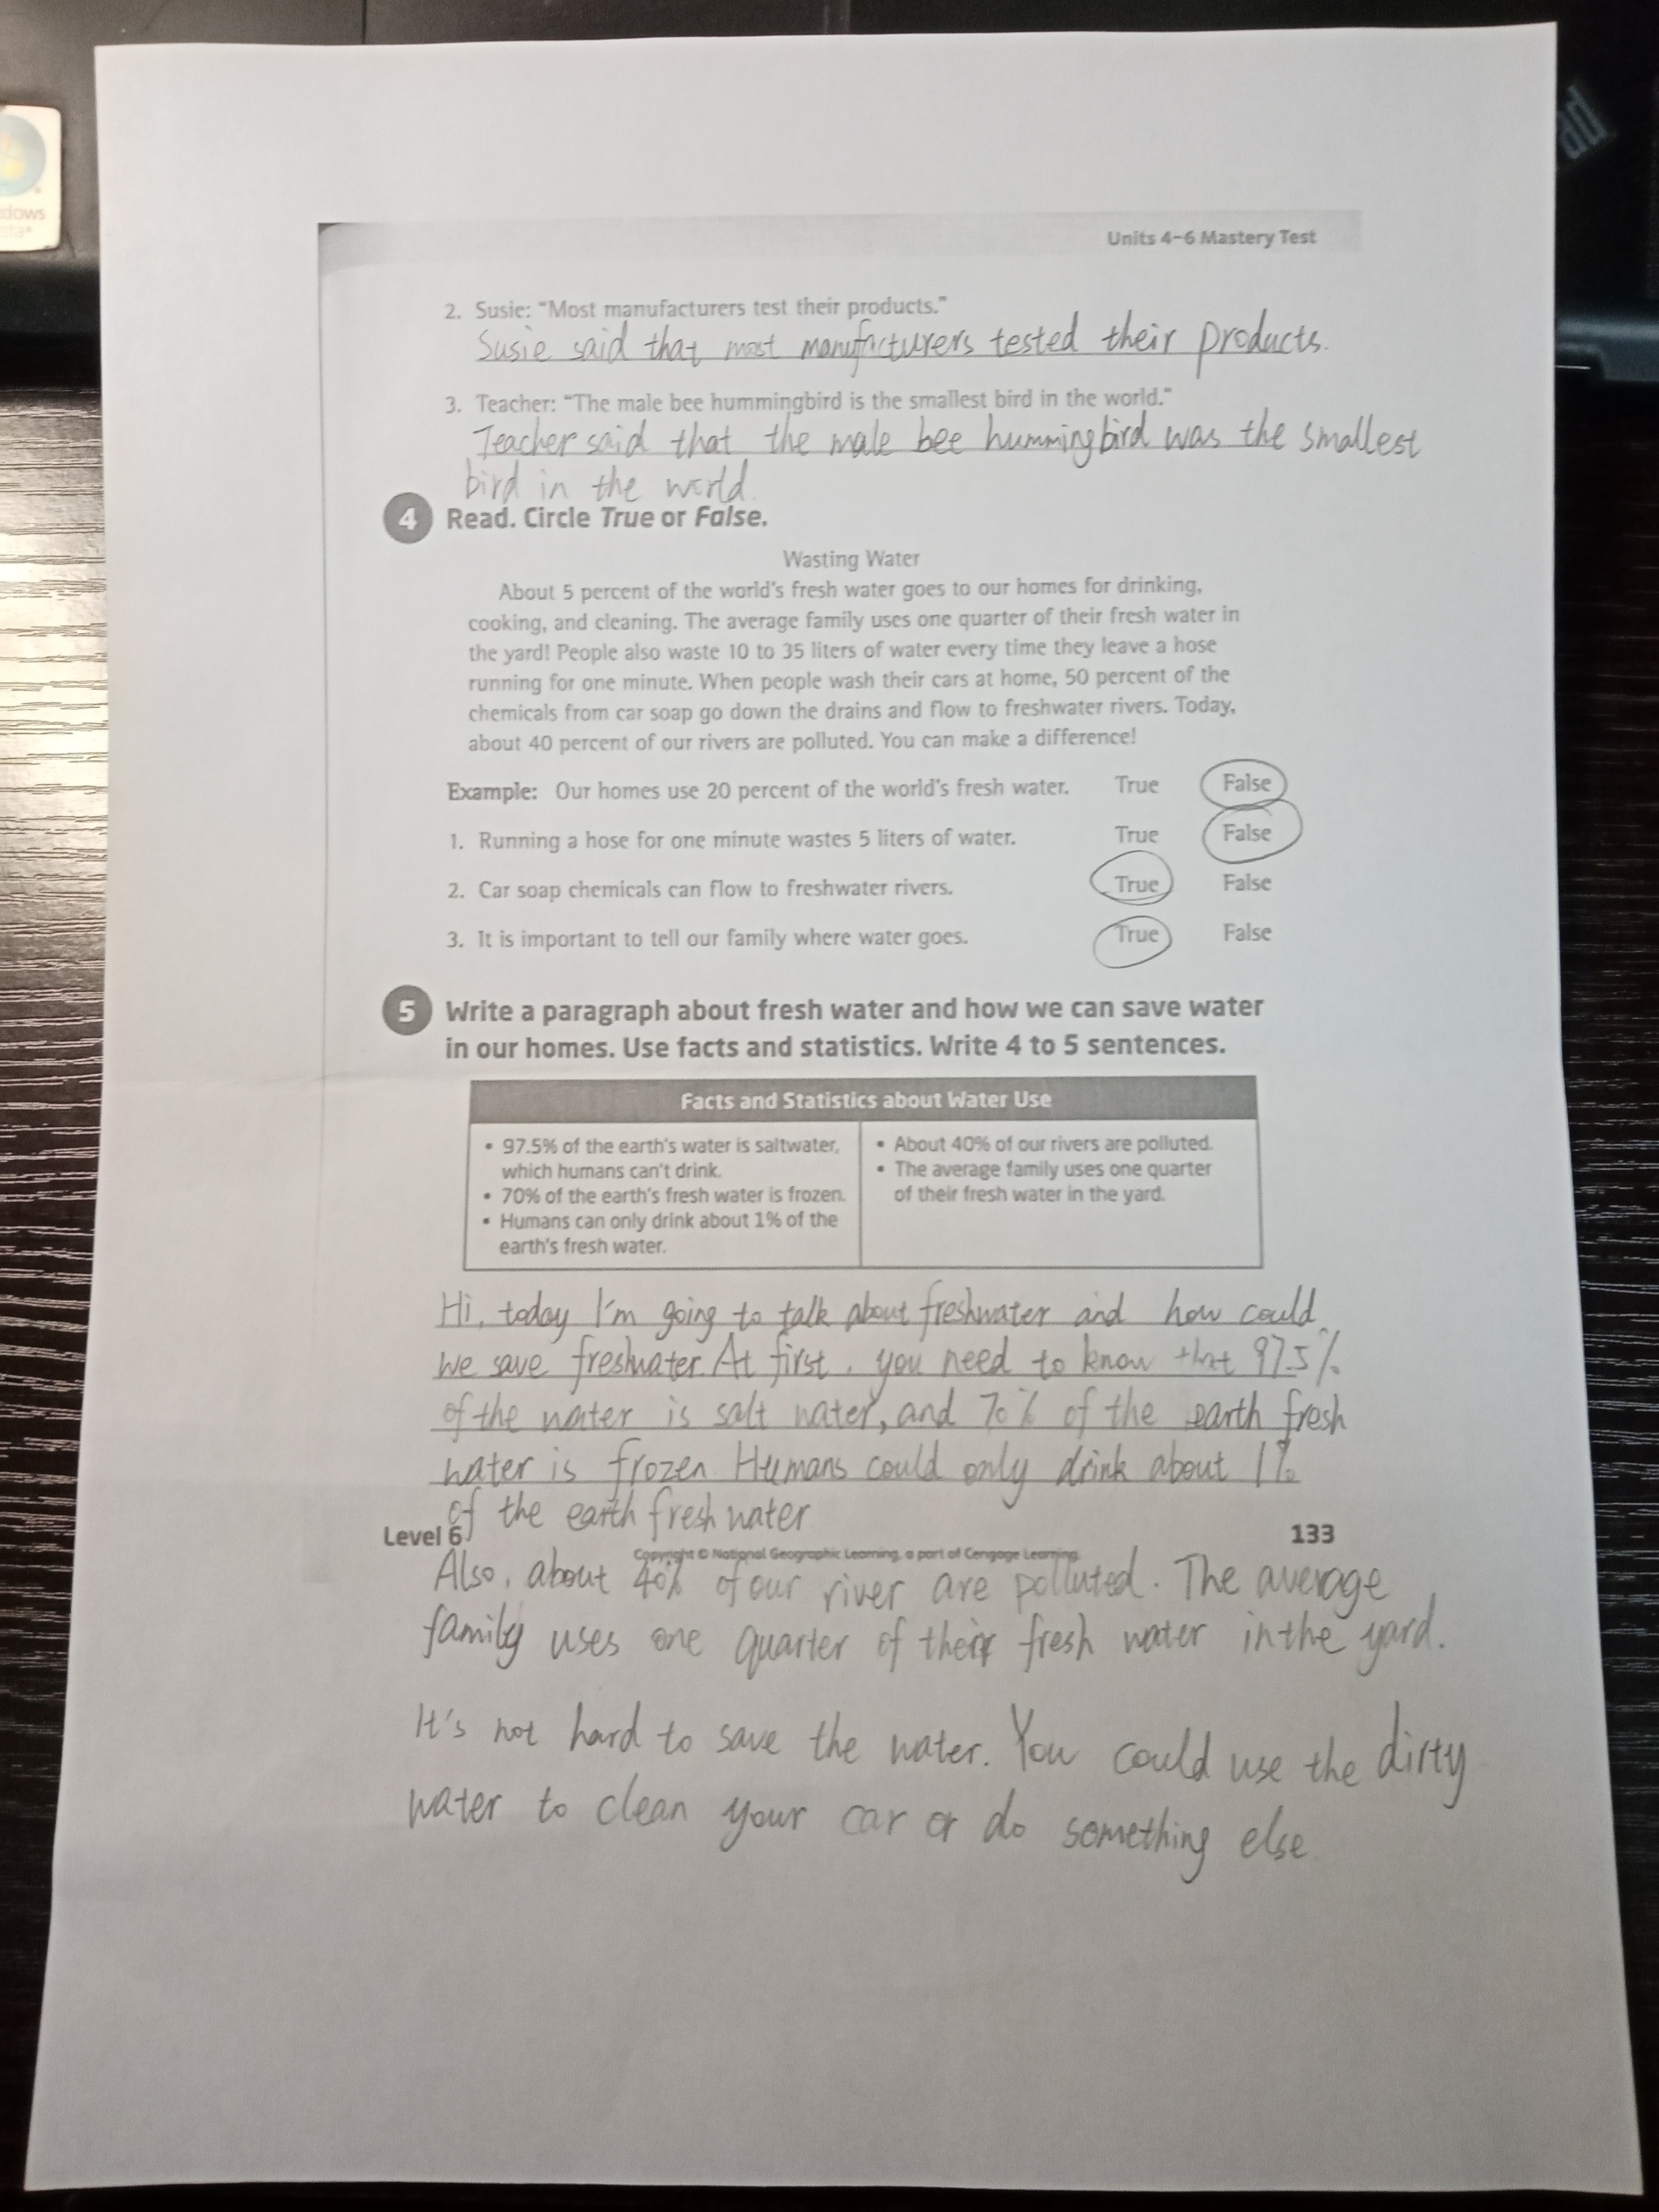 Units 4-6 Mastery Test
2. Susie: "Most manufacturers test their products."
Susie said that most manufacturers tested their products.
3. Teacher: "The male bee hummingbird is the smallest bird in the world."
Teacher said that the male bee hummingbird was the smallest
bird in the world.
4 Read. Circle True or False.
Wasting Water
About 5 percent of the world's fresh water goes to our homes for drinking,
cooking, and cleaning. The average family uses one quarter of their fresh water in
the yard! People also waste 10 to 35 liters of water every time they leave a hose
running for one minute. When people wash their cars at home, 50 percent of the
chemicals from car soap go down the drains and flow to freshwater rivers. Today,
about 40 percent of our rivers are polluted. You can make a difference!
Example: Our homes use 20 percent of the world's fresh water. True False
1. Running a hose for one minute wastes 5 liters of water. True False
2. Car soap chemicals can flow to freshwater rivers. True False
3. It is important to tell our family where water goes. True False
5 Write a paragraph about fresh water and how we can save water
in our homes. Use facts and statistics. Write 4 to 5 sentences.
Facts and Statistics about Water Use
• 97.5% of the earth's water is saltwater,
which humans can't drink.
• 70% of the earth's fresh water is frozen.
• Humans can only drink about 1% of the
earth's fresh water.
• About 40% of our rivers are polluted.
• The average family uses one quarter
of their fresh water in the yard.
Hi, today I'm going to talk about freshwater and how could
we save freshwater. At first, you need to know that 97.5%
of the water is salt water, and 70% of the earth fresh
water is frozen. Humans could only drink about 1%
of the earth fresh water
Level 6 133
Copyright © National Geographic Learning, a part of Cengage Learning
Also, about 40% of our river are polluted. The average
family uses one quarter of their fresh water in the yard.
It's not hard to save the water. You could use the dirty
water to clean your car or do something else.